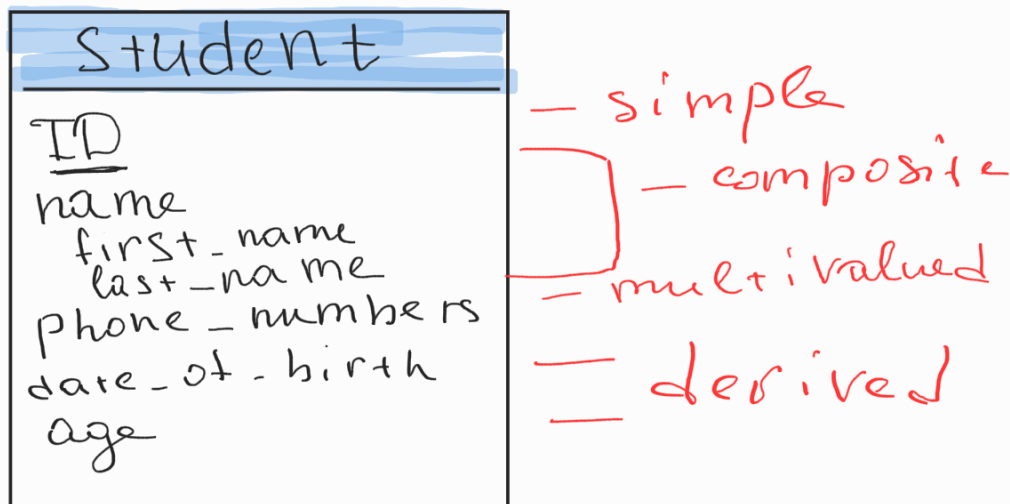 Student
ID
name
first_name
last_name
phone_numbers
date_of_birth
age
- simple
- composite
- multivalued
derived